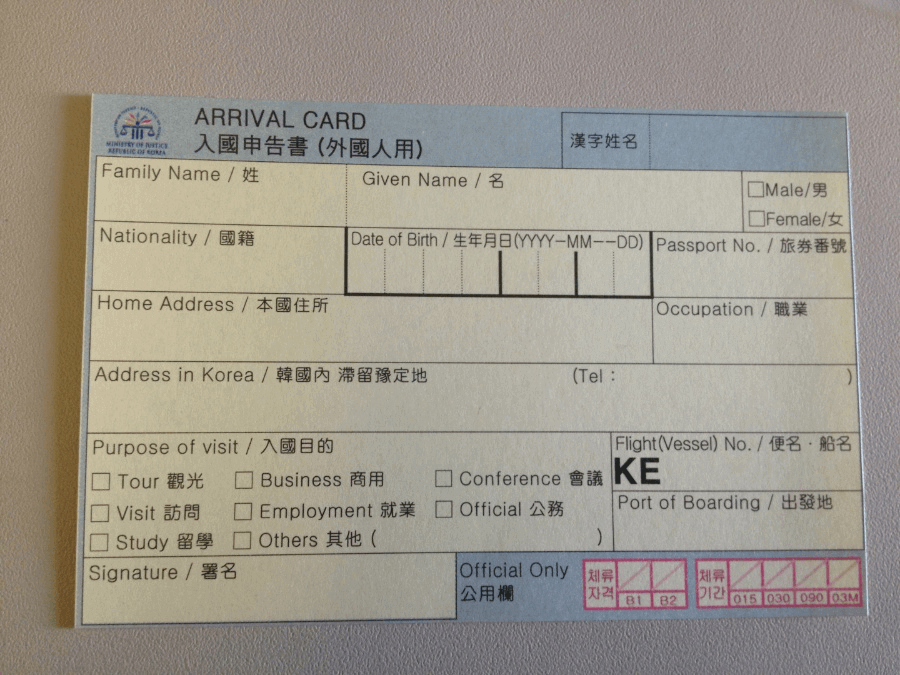 ARRIVAL CARD
入國申告書 (外國人用)
漢字姓名
MINISTRY OF JUSTICE
REPUBLIC OF KOREA
Family Name / 姓
Given Name / 名
Male/男
Female/女
Nationality / 國籍
Date of Birth / 生年月日(YYYY-MM--DD)
Passport No. / 旅券番號
Home Address / 本國住所
Occupation / 職業
Address in Korea / 韓國內 滯留豫定地
(Tel : )
Purpose of visit / 入國目的
Flight(Vessel) No. / 便名 · 船名
KE
Tour 觀光
Business 商用
Conference 會議
Port of Boarding / 出發地
Visit 訪問
Employment 就業
Official 公務
Study 留學
Others 其他 ( )
Signature / 署名
Official Only
公用欄
체류
자격
B1
B2
체류
기간
015
030
090
03M